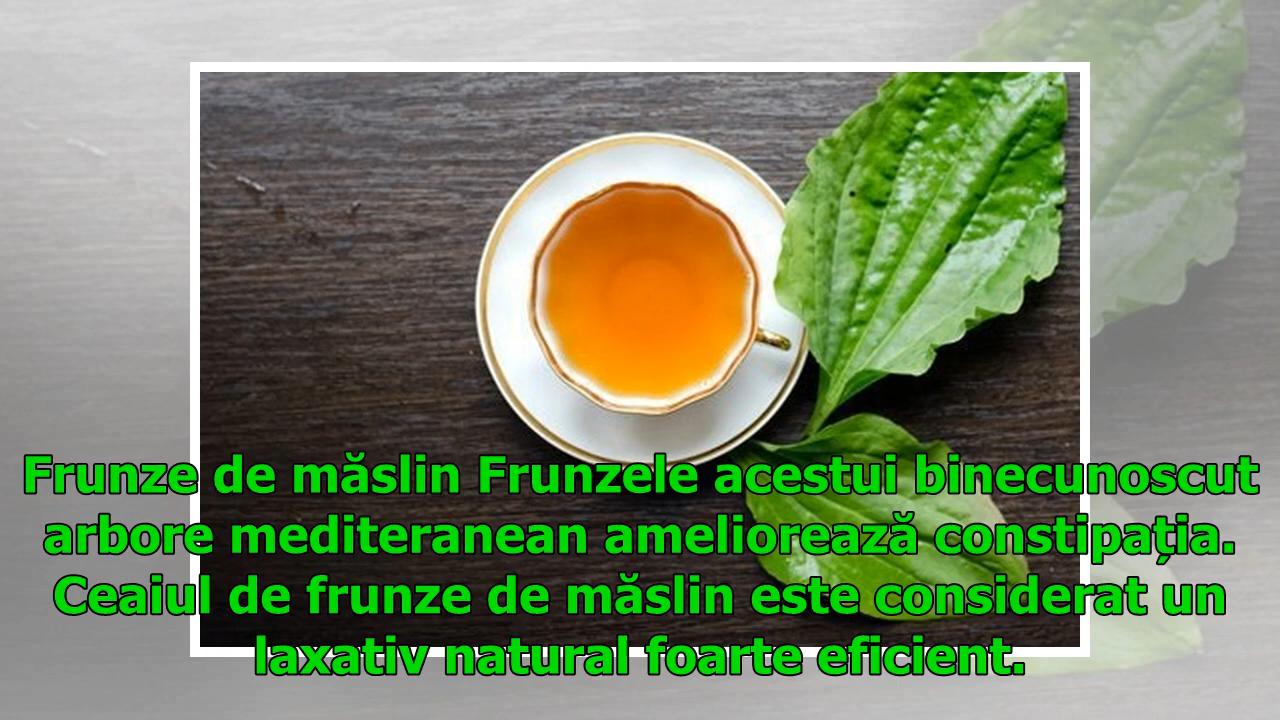 Frunze de măslin Frunzele acestui binecunoscut
arbore mediteranean ameliorează constipația.
Ceaiul de frunze de măslin este considerat un
laxativ natural foarte eficient.